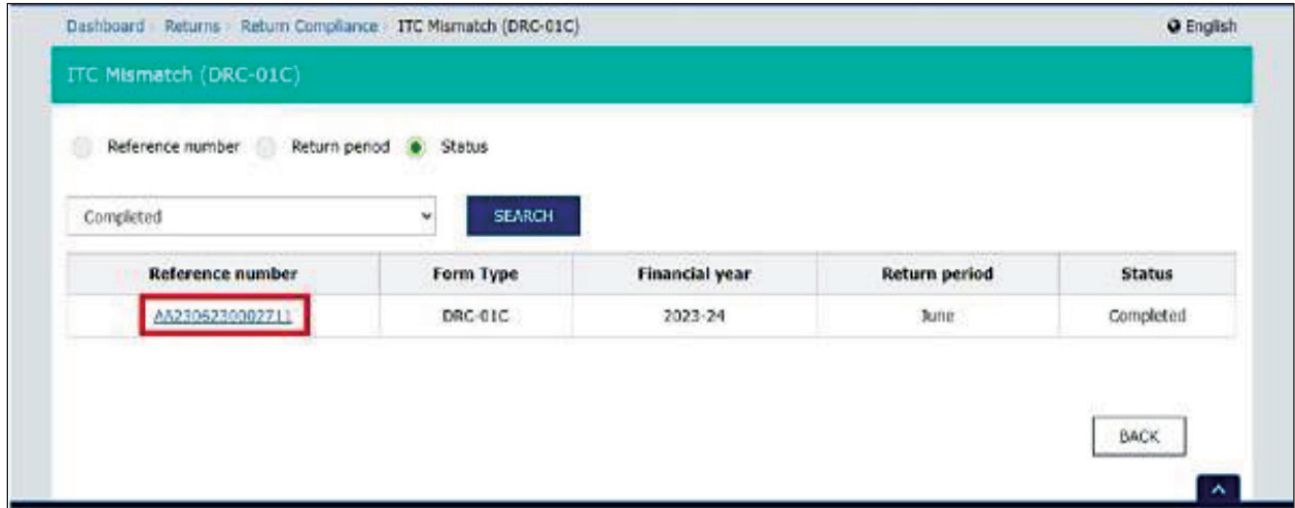 Dashboard › Returns › Return Compliance › ITC Mismatch (DRC-01C) English
ITC Mismatch (DRC-01C)
Reference number Return period Status
Completed SEARCH
Reference number Form Type Financial year Return period Status
AA2306230002711 DRC-01C 2023-24 June Completed
BACK